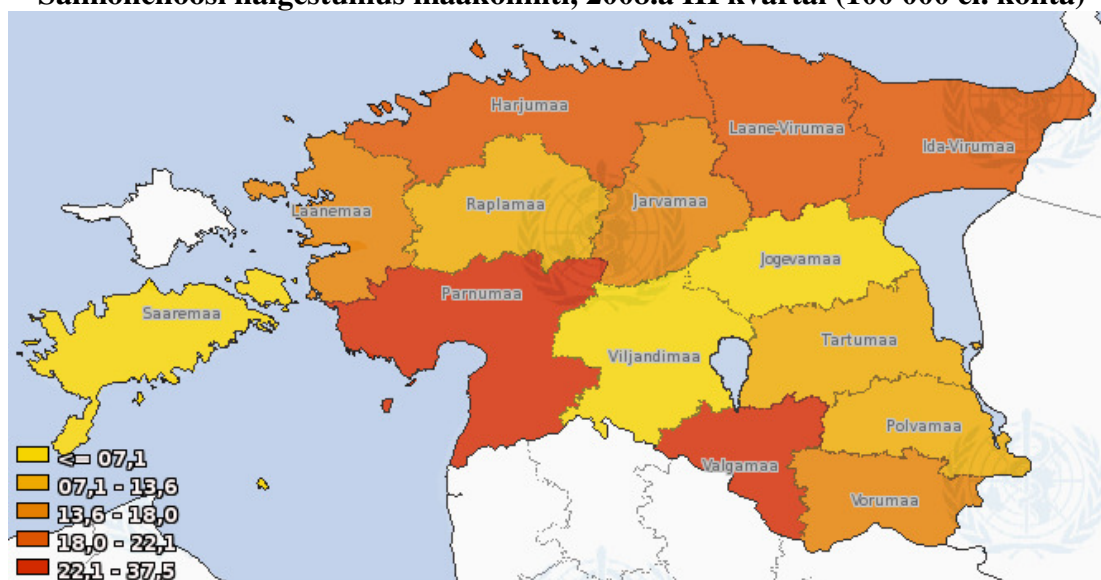 Salmonelloosi haigestumus maakonniti, 2008.a III kvartal (100 000 el. kohta)
Harjumaa
Laane-Virumaa
Ida-Virumaa
Laanemaa
Raplamaa
Jarvamaa
Jogevamaa
Saaremaa
Parnumaa
Viljandimaa
Tartumaa
Polvamaa
Valgamaa
Vorumaa
<= 07,1
07,1 - 13,6
13,6 - 18,0
18,0 - 22,1
22,1 - 37,5